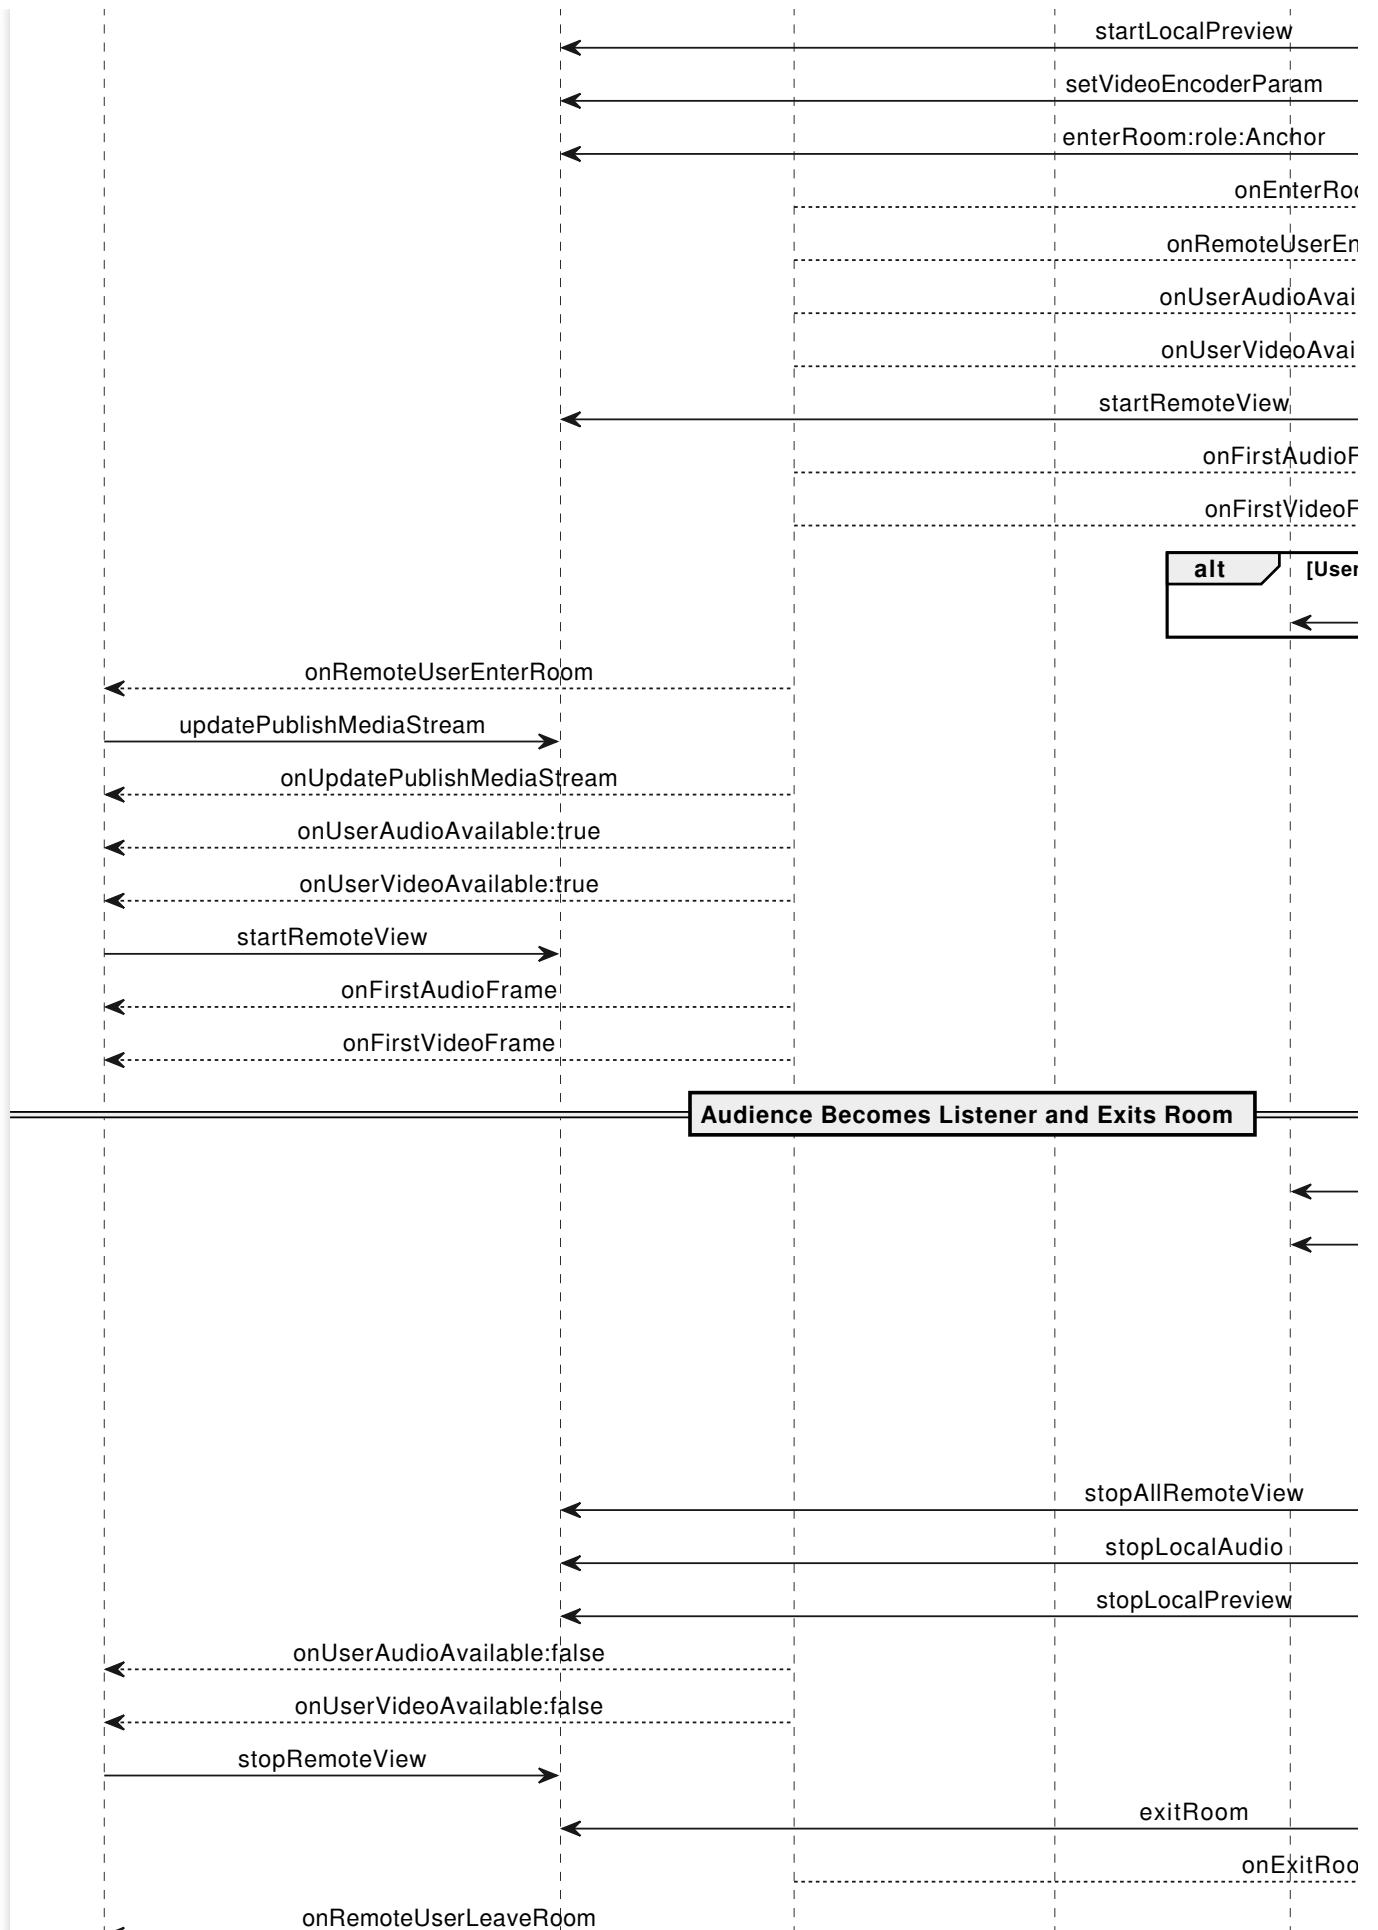 startLocalPreview
setVideoEncoderParam
enterRoom:role:Anchor
onEnterRoo
onRemoteUserEn
onUserAudioAvai
onUserVideoAvai
startRemoteView
onFirstAudioF
onFirstVideoF
alt [User
onRemoteUserEnterRoom
updatePublishMediaStream
onUpdatePublishMediaStream
onUserAudioAvailable:true
onUserVideoAvailable:true
startRemoteView
onFirstAudioFrame
onFirstVideoFrame
Audience Becomes Listener and Exits Room
stopAllRemoteView
stopLocalAudio
stopLocalPreview
onUserAudioAvailable:false
onUserVideoAvailable:false
stopRemoteView
exitRoom
onExitRoo
onRemoteUserLeaveRoom